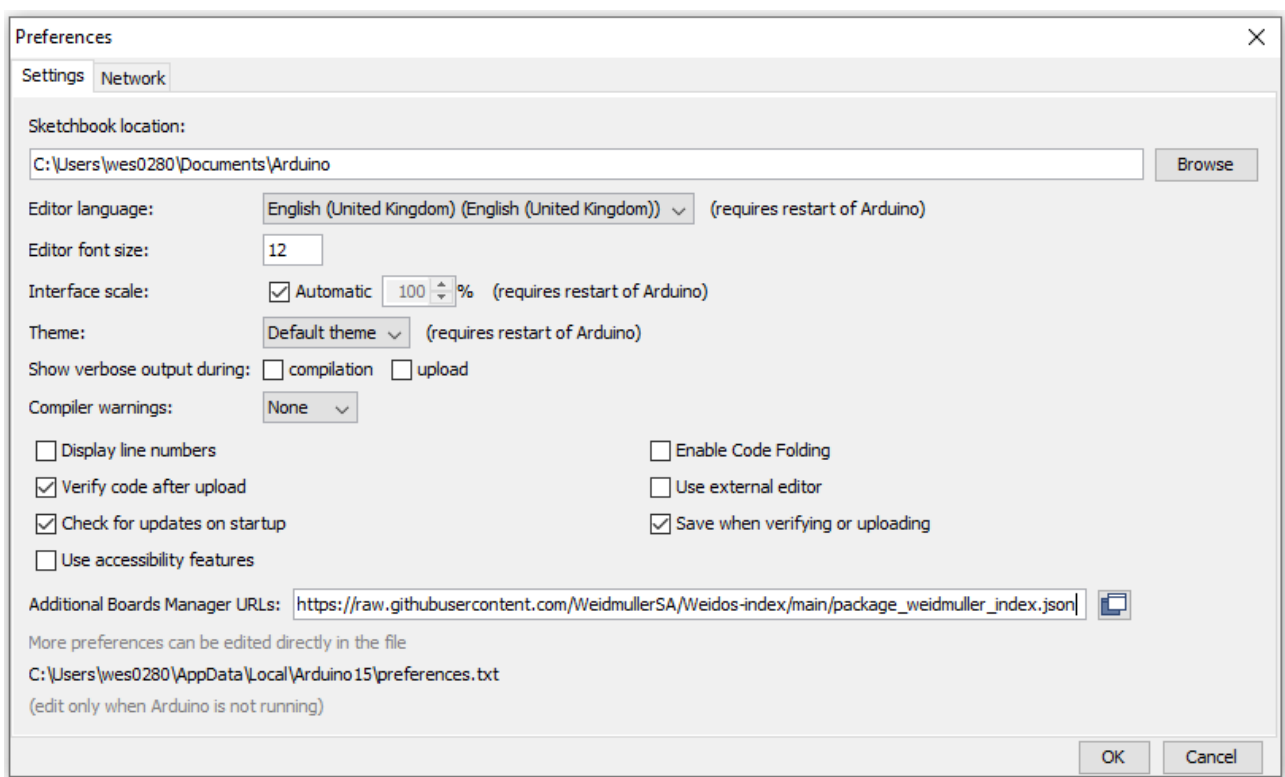 Preferences
Settings Network
Sketchbook location:
C:\Users\wes0280\Documents\Arduino Browse
Editor language: English (United Kingdom) (English (United Kingdom)) (requires restart of Arduino)
Editor font size: 12
Interface scale: Automatic 100 % (requires restart of Arduino)
Theme: Default theme (requires restart of Arduino)
Show verbose output during: compilation upload
Compiler warnings: None
Display line numbers Enable Code Folding
Verify code after upload Use external editor
Check for updates on startup Save when verifying or uploading
Use accessibility features
Additional Boards Manager URLs: https://raw.githubusercontent.com/WeidmullerSA/Weidos-index/main/package_weidmuller_index.json
More preferences can be edited directly in the file
C:\Users\wes0280\AppData\Local\Arduino15\preferences.txt
(edit only when Arduino is not running)
OK Cancel